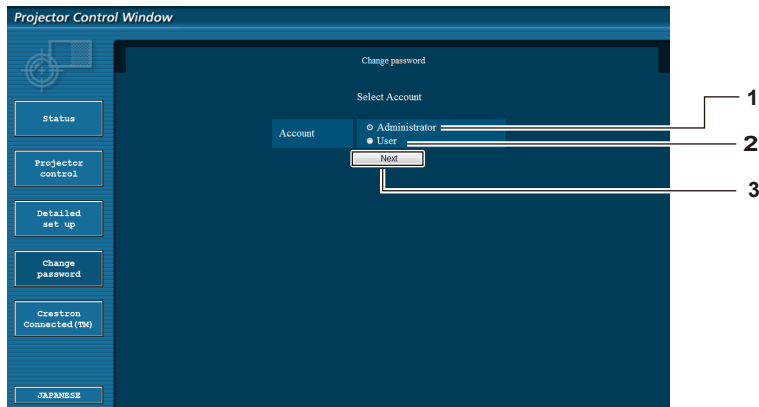 Projector Control Window
Change password
Select Account
Account
Administrator
User
Next
Status
Projector
control
Detailed
set up
Change
password
Crestron
Connected(TM)
JAPANESE
1
2
3